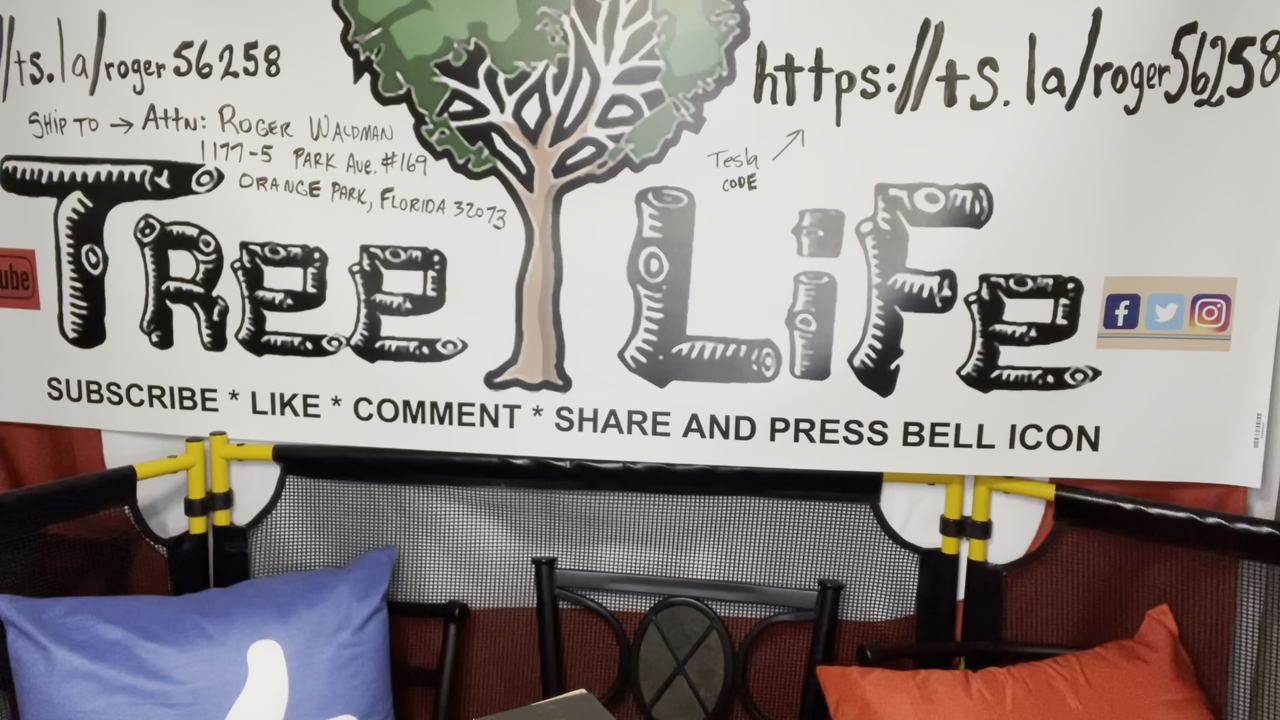 //ts.la/roger56258
https://ts.la/roger56258
SHIP TO → Attn: ROGER WALDMAN
1177-5 PARK Ave. #169
ORANGE PARK, FLORIDA 32073
Tesla
CODE
TREE LiFe
ube
f
SUBSCRIBE * LIKE * COMMENT * SHARE AND PRESS BELL ICON